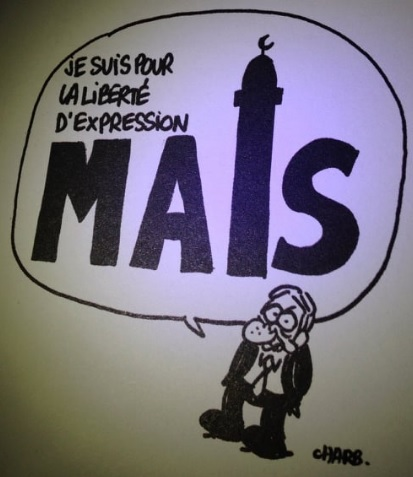 JE SUIS POUR
LA LIBERTÉ
D'EXPRESSION
MAIS
CHARB.